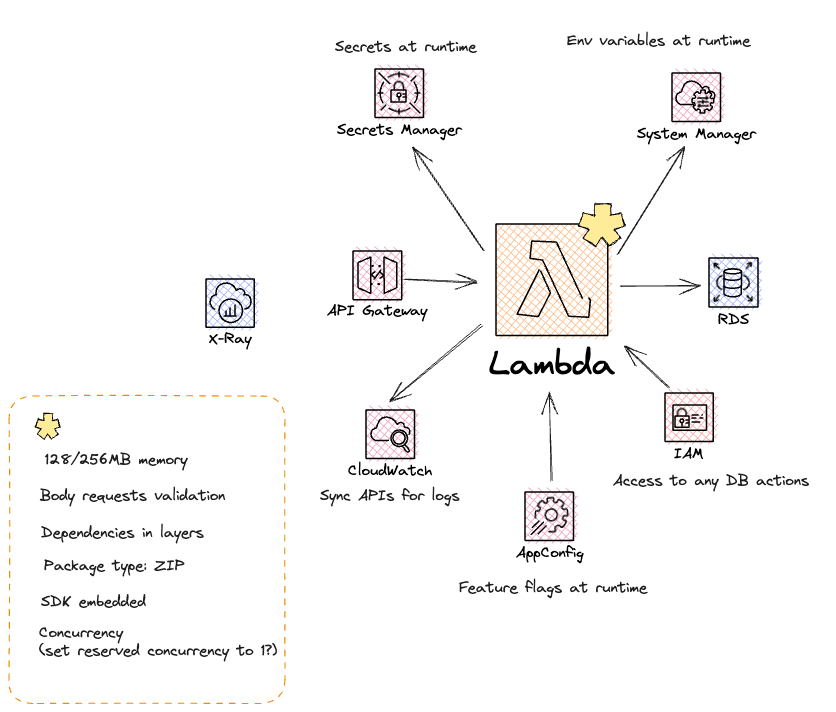 Secrets at runtime
Env variables at runtime
Secrets Manager
System Manager
API Gateway
X-Ray
RDS
Lambda
CloudWatch
Sync APIs for logs
IAM
Access to any DB actions
AppConfig
Feature flags at runtime
128/256MB memory
Body requests validation
Dependencies in layers
Package type: ZIP
SDK embedded
Concurrency
(set reserved concurrency to 1?)